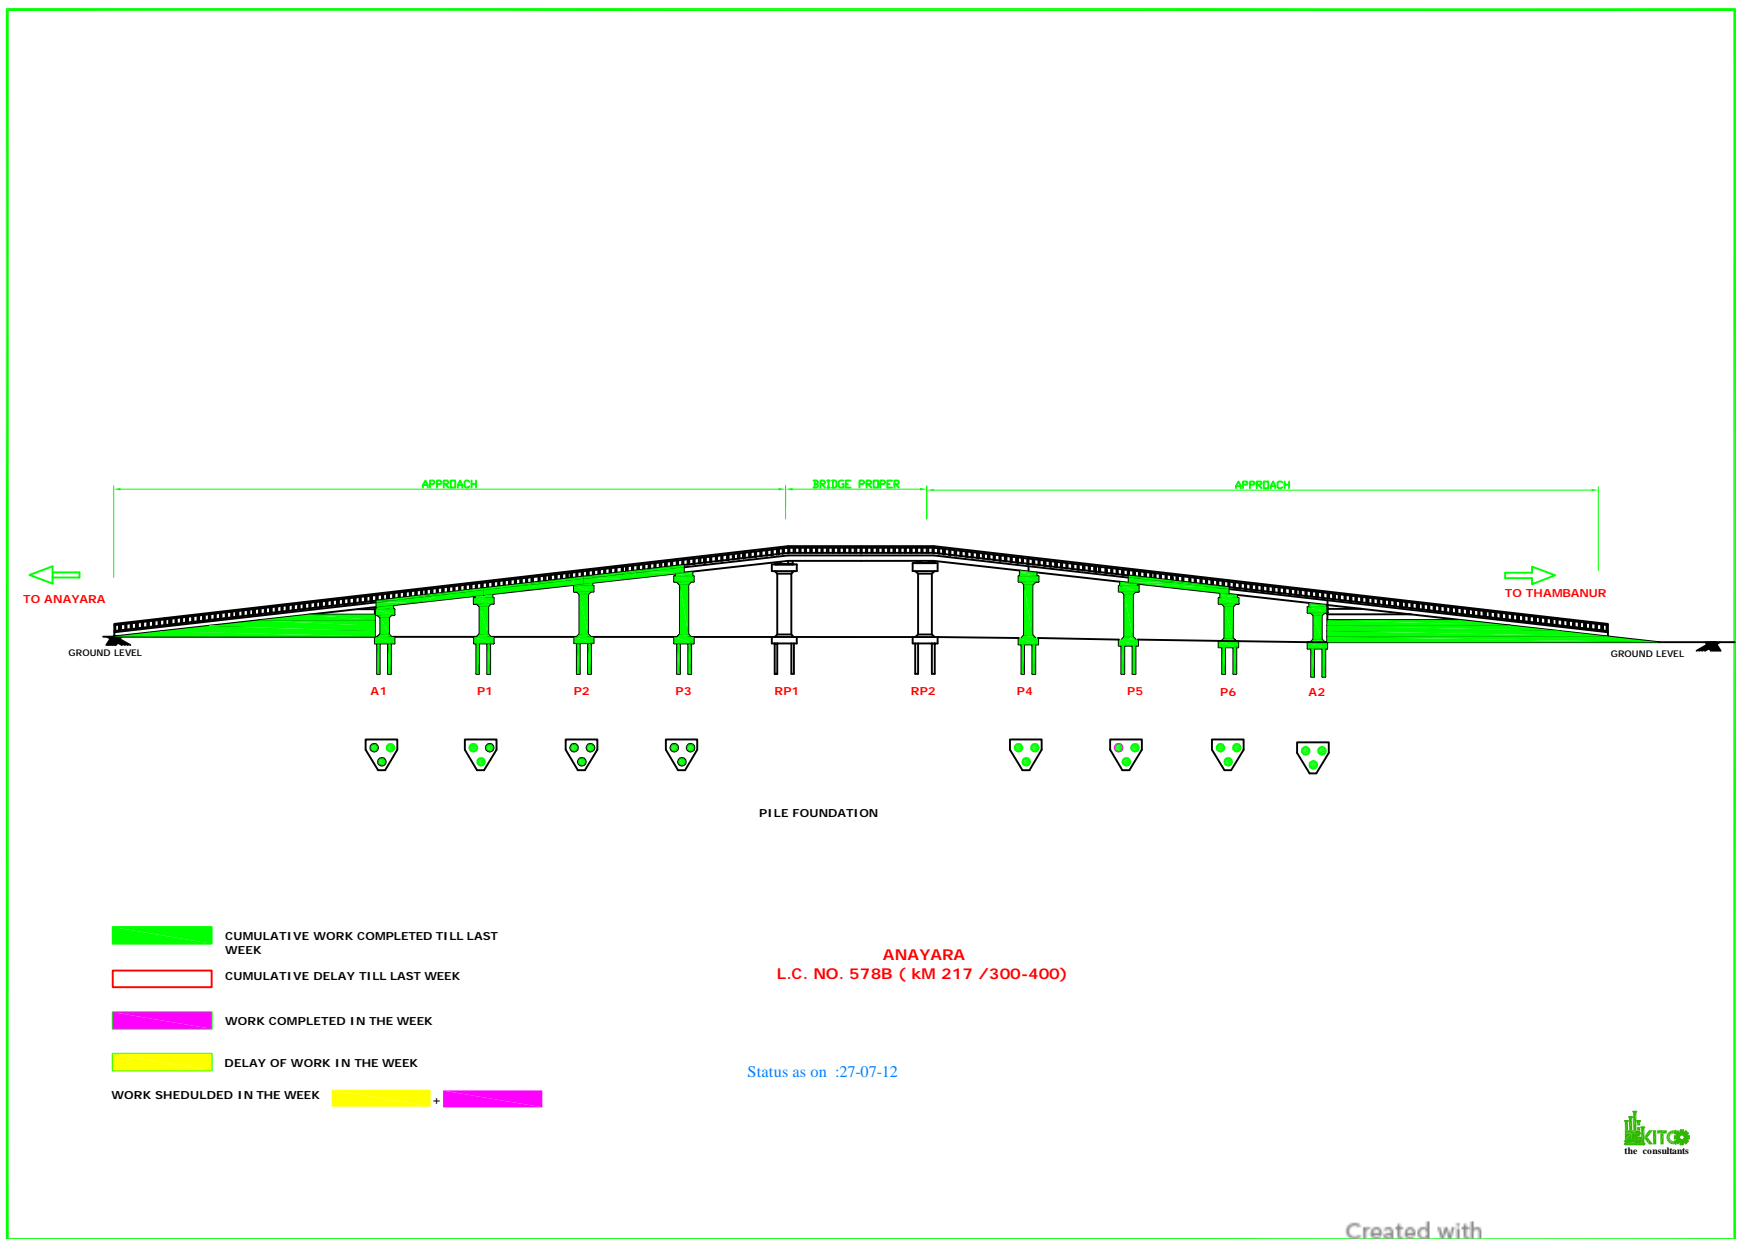 APPROACH
BRIDGE PROPER
APPROACH
TO ANAYARA
TO THAMBANUR
GROUND LEVEL
GROUND LEVEL
A1
P1
P2
P3
RP1
RP2
P4
P5
P6
A2
PILE FOUNDATION
CUMULATIVE WORK COMPLETED TILL LAST
WEEK
CUMULATIVE DELAY TILL LAST WEEK
WORK COMPLETED IN THE WEEK
DELAY OF WORK IN THE WEEK
WORK SHEDULDED IN THE WEEK +
ANAYARA
L.C. NO. 578B ( kM 217 /300-400)
Status as on :27-07-12
KITCO
the consultants
Created with